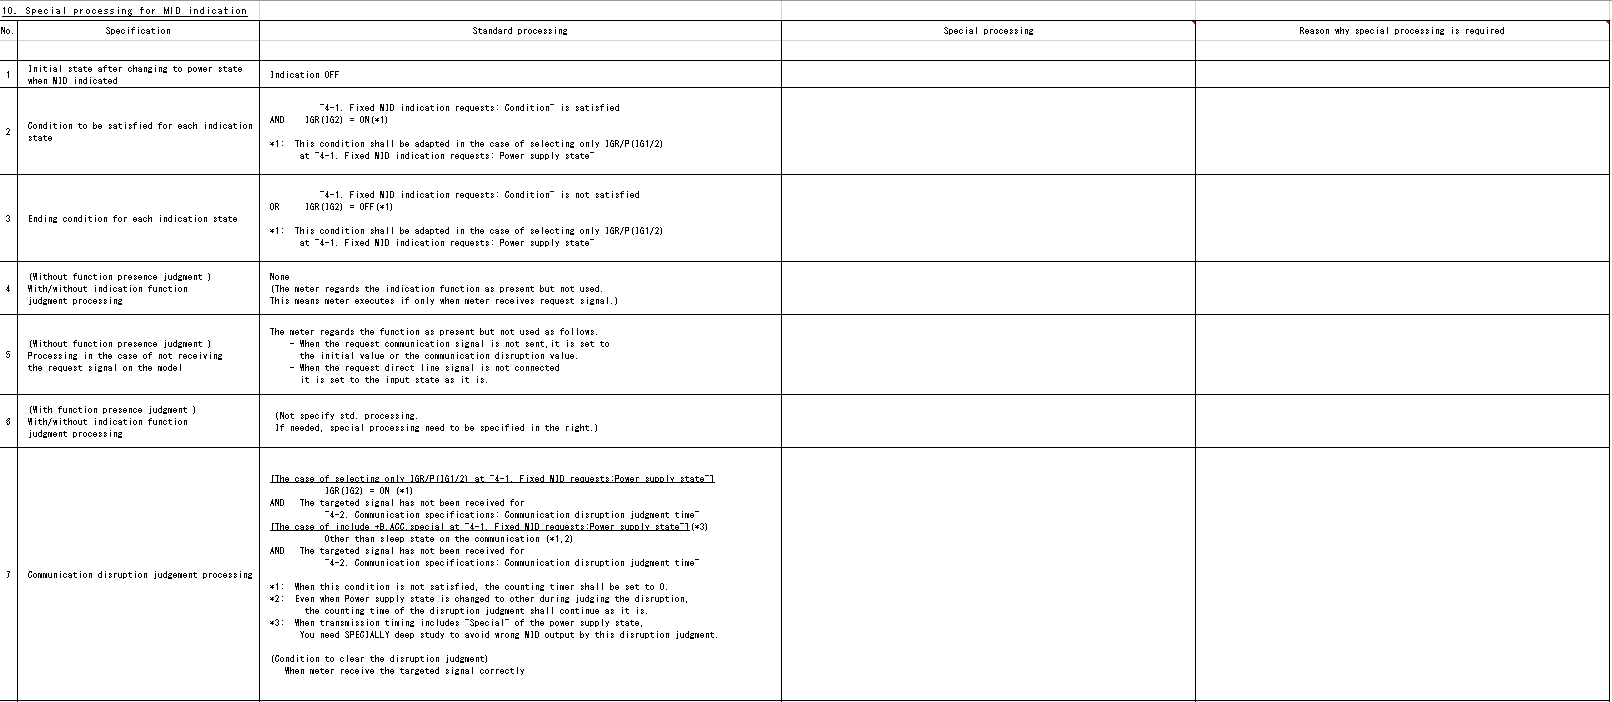 10. Special processing for MID indication
No.
Specification
Standard processing
Special processing
Reason why special processing is required
1
Initial state after changing to power state
when MID indicated
Indication OFF
2
Condition to be satisfied for each indication
state
"4-1. Fixed MID indication requests: Condition" is satisfied
AND IGR(IG2) = ON(*1)
*1: This condition shall be adapted in the case of selecting only IGR/P(IG1/2)
at "4-1. Fixed MID indication requests: Power supply state"
3
Ending condition for each indication state
"4-1. Fixed MID indication requests: Condition" is not satisfied
OR IGR(IG2) = OFF(*1)
*1: This condition shall be adapted in the case of selecting only IGR/P(IG1/2)
at "4-1. Fixed MID indication requests: Power supply state"
4
(Without function presence judgment )
With/without indication function
judgment processing
None
(The meter regards the indication function as present but not used.
This means meter executes if only when meter receives request signal.)
5
(Without function presence judgment )
Processing in the case of not receiving
the request signal on the model
The meter regards the function as present but not used as follows.
- When the request communication signal is not sent, it is set to
the initial value or the communication disruption value.
- When the request direct line signal is not connected
it is set to the input state as it is.
6
(With function presence judgment )
With/without indication function
judgment processing
(Not specify std. processing.
If needed, special processing need to be specified in the right.)
7
Communication disruption judgement processing
[The case of selecting only IGR/P(IG1/2) at "4-1. Fixed MID requests:Power supply state"]
IGR(IG2) = ON (*1)
AND The targeted signal has not been received for
"4-2. Communication specifications: Communication disruption judgment time"
[The case of include +B,ACC,special at "4-1. Fixed MID requests:Power supply state"](*3)
Other than sleep state on the communication (*1,2)
AND The targeted signal has not been received for
"4-2. Communication specifications: Communication disruption judgment time"
*1: When this condition is not satisfied, the counting timer shall be set to 0.
*2: Even when Power supply state is changed to other during judging the disruption,
the counting time of the disruption judgment shall continue as it is.
*3: When transmission timing includes "Special" of the power supply state,
You need SPECIALLY deep study to avoid wrong MID output by this disruption judgment.
(Condition to clear the disruption judgment)
When meter receive the targeted signal correctly